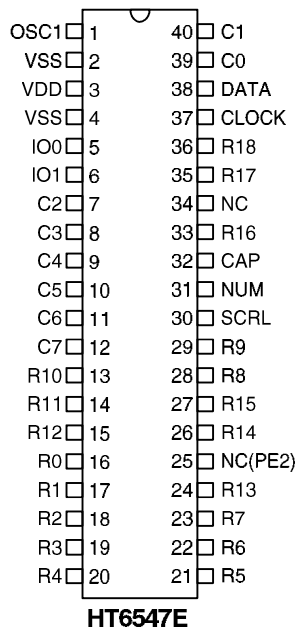 OSC1 1 40 C1
VSS 2 39 C0
VDD 3 38 DATA
VSS 4 37 CLOCK
IO0 5 36 R18
IO1 6 35 R17
C2 7 34 NC
C3 8 33 R16
C4 9 32 CAP
C5 10 31 NUM
C6 11 30 SCRL
C7 12 29 R9
R10 13 28 R8
R11 14 27 R15
R12 15 26 R14
R0 16 25 NC(PE2)
R1 17 24 R13
R2 18 23 R7
R3 19 22 R6
R4 20 21 R5
HT6547E